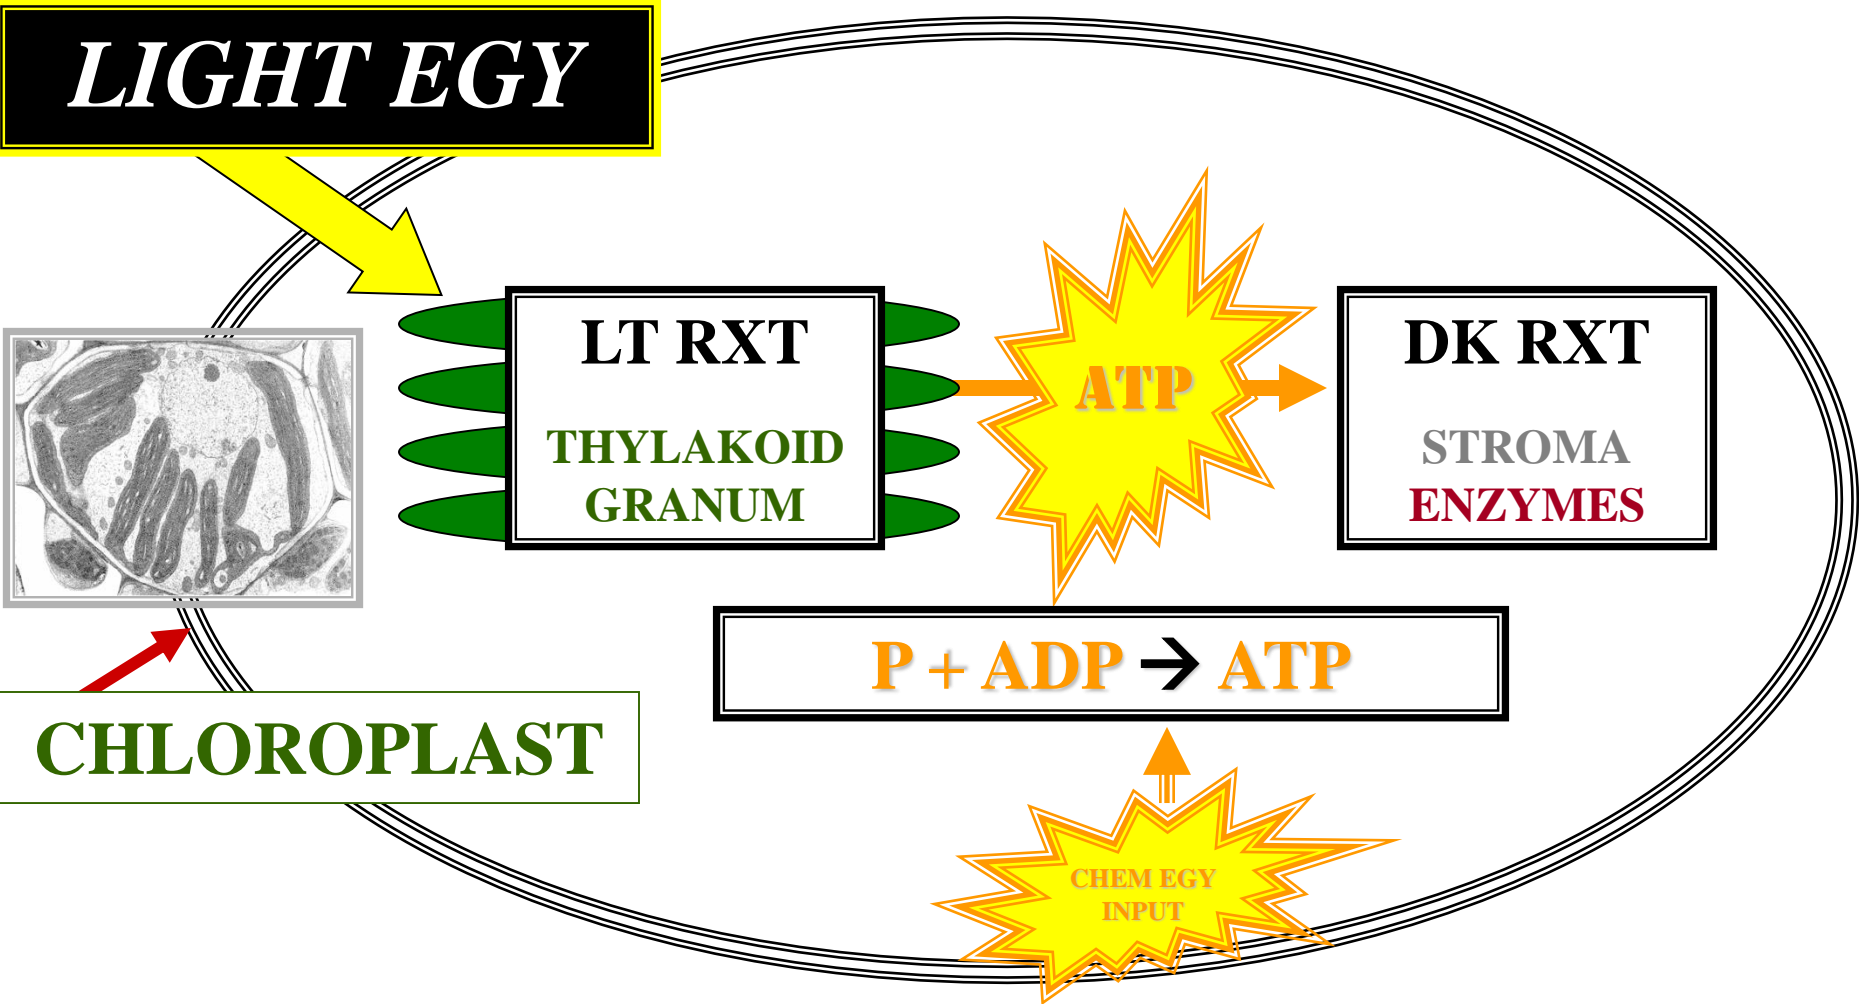 LIGHT EGY
LT RXT
THYLAKOID
GRANUM
ATP
DK RXT
STROMA
ENZYMES
P + ADP → ATP
CHLOROPLAST
CHEM EGY
INPUT